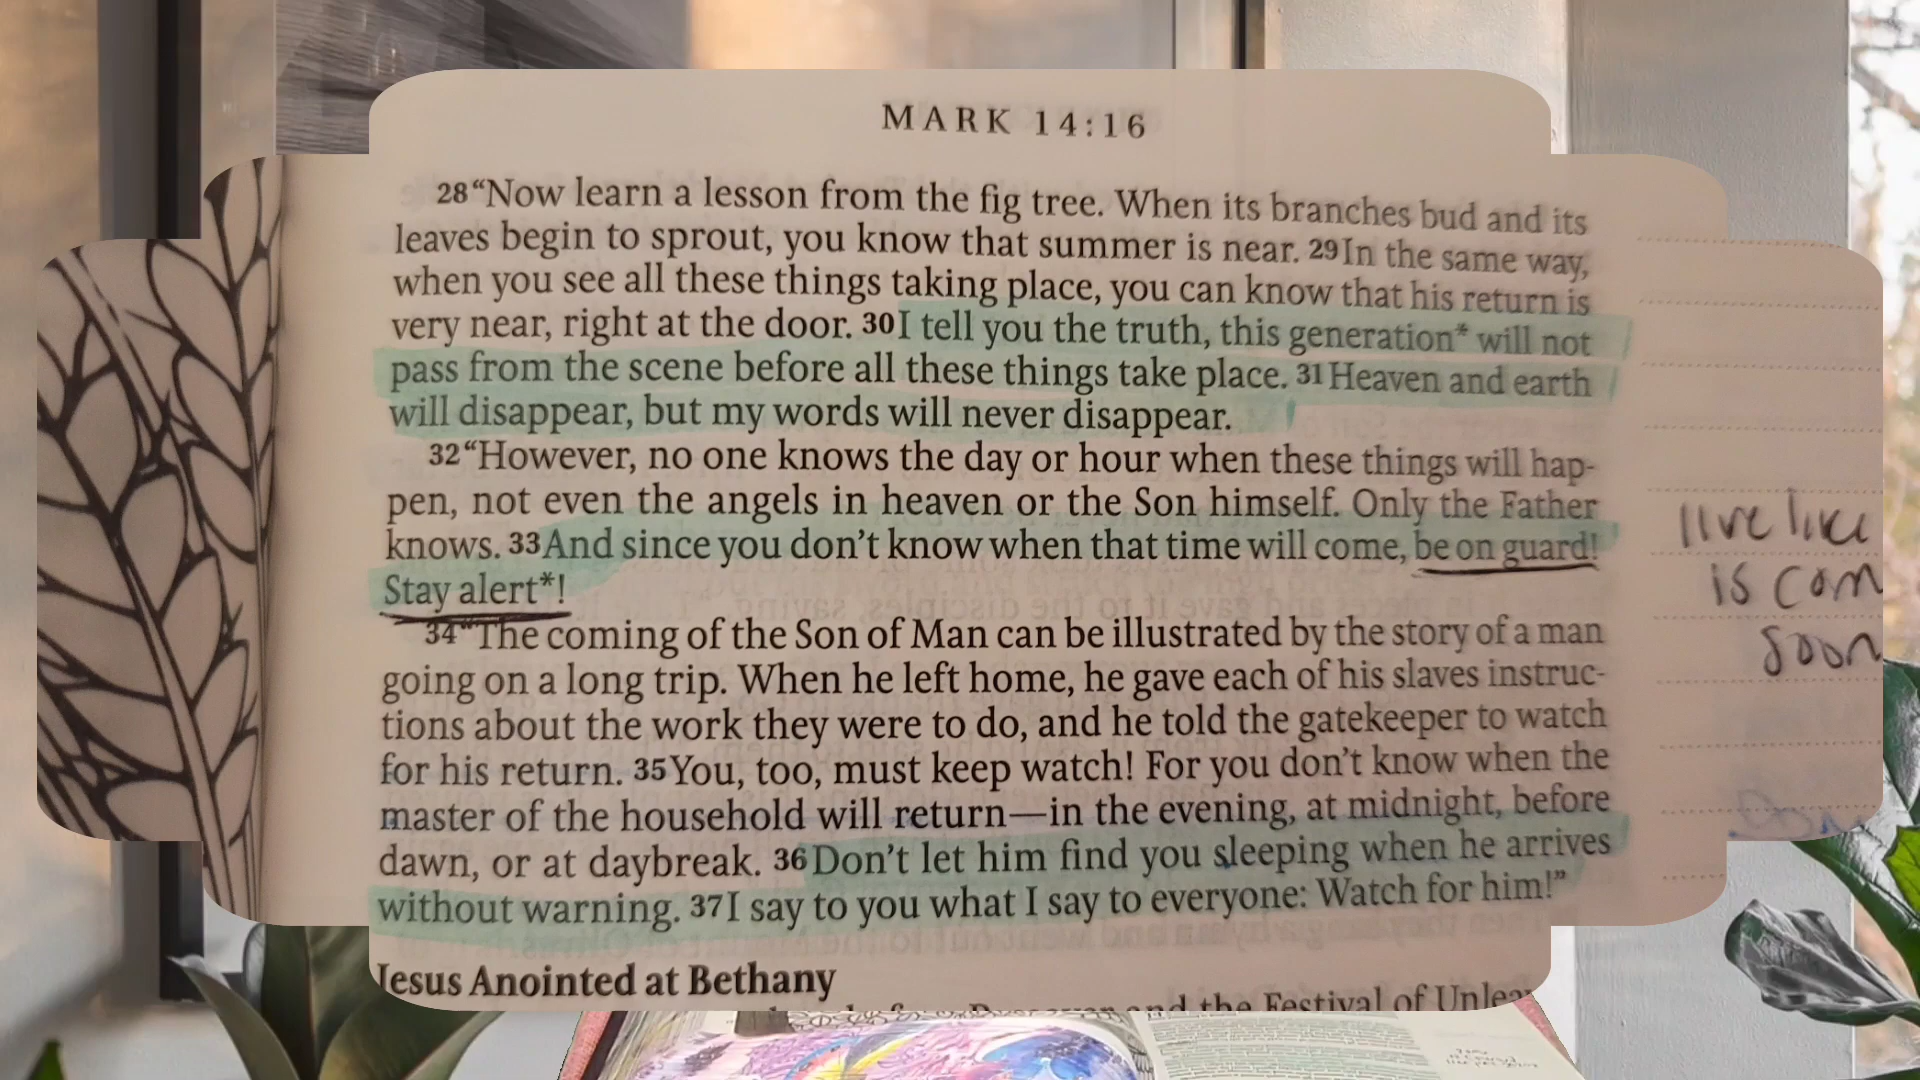 MARK 14:16
28“Now learn a lesson from the fig tree. When its branches bud and its
leaves begin to sprout, you know that summer is near. 29In the same way,
when you see all these things taking place, you can know that his return is
very near, right at the door. 30I tell you the truth, this generation* will not
pass from the scene before all these things take place. 31Heaven and earth
will disappear, but my words will never disappear.
32“However, no one knows the day or hour when these things will hap-
pen, not even the angels in heaven or the Son himself. Only the Father
knows. 33And since you don’t know when that time will come, be on guard!
Stay alert*!
34“The coming of the Son of Man can be illustrated by the story of a man
going on a long trip. When he left home, he gave each of his slaves instruc-
tions about the work they were to do, and he told the gatekeeper to watch
for his return. 35You, too, must keep watch! For you don’t know when the
master of the household will return—in the evening, at midnight, before
dawn, or at daybreak. 36Don’t let him find you sleeping when he arrives
without warning. 37I say to you what I say to everyone: Watch for him!”
Jesus Anointed at Bethany
and the Festival of
live like
is com
soon